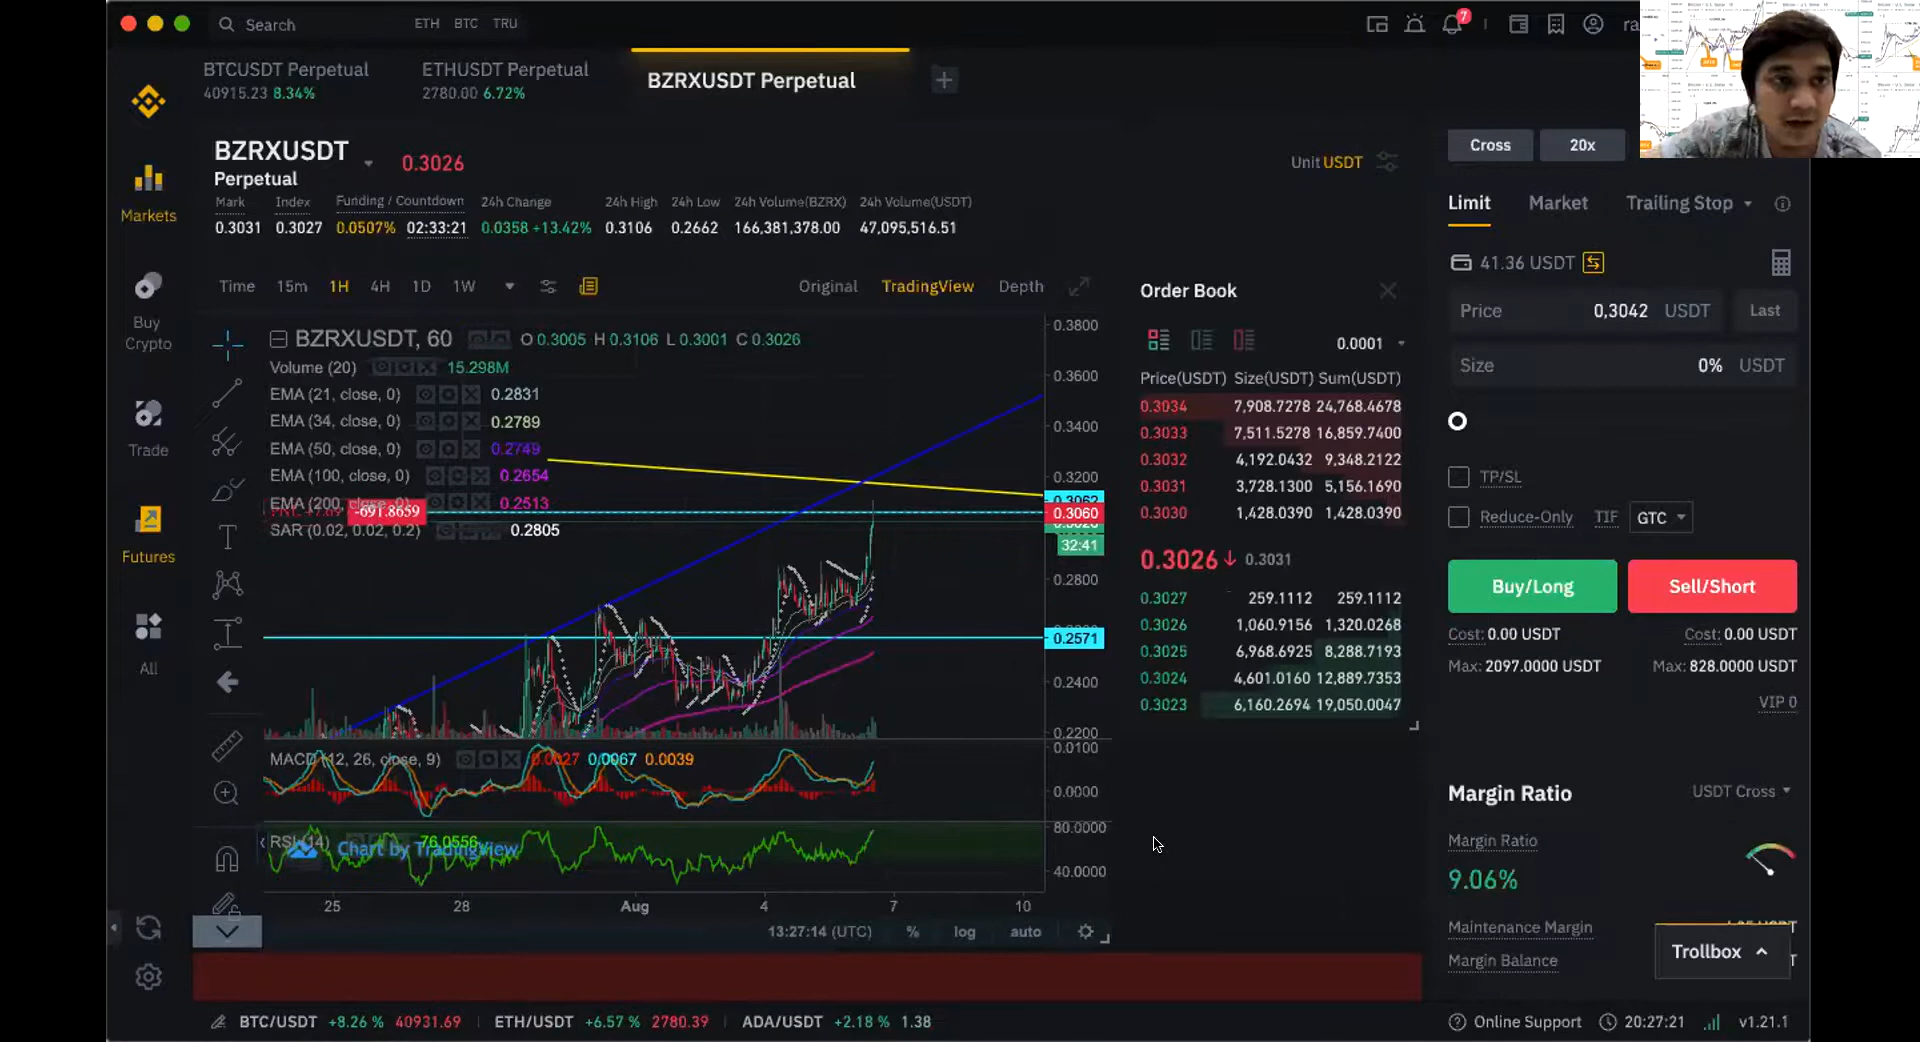 Search
ETH BTC TRU
7
ra
BTCUSDT Perpetual
40915.23 8.34%
ETHUSDT Perpetual
2780.00 6.72%
BZRXUSDT Perpetual
BZRXUSDT
Perpetual
0.3026
Unit USDT
Mark
0.3031
Index
0.3027
Funding / Countdown
0.0507% 02:33:21
24h Change
0.0358 +13.42%
24h High
0.3106
24h Low
0.2662
24h Volume(BZRX)
166,381,378.00
24h Volume(USDT)
47,095,516.51
Markets
Buy
Crypto
Trade
Futures
All
Time 15m 1H 4H 1D 1W
Original TradingView Depth
BZRXUSDT, 60 O 0.3005 H 0.3106 L 0.3001 C 0.3026
Volume (20) 15.298M
EMA (21, close, 0) 0.2831
EMA (34, close, 0) 0.2789
EMA (50, close, 0) 0.2749
EMA (100, close, 0) 0.2654
EMA (200, close, 0) 0.2513
-691.8659
SAR (0.02, 0.02, 0.2) 0.2805
0.3800
0.3600
0.3400
0.3200
0.3062
0.3060
32:41
0.2800
0.2571
0.2400
0.2200
MACD (12, 26, close, 9) 0.0027 0.0067 0.0039
0.0100
0.0000
RSI (14) 76.0556
Chart by TradingView
80.0000
40.0000
25 28 Aug 4 7 10
13:27:14 (UTC) % log auto
Order Book
0.0001
Price(USDT) Size(USDT) Sum(USDT)
0.3034 7,908.7278 24,768.4678
0.3033 7,511.5278 16,859.7400
0.3032 4,192.0432 9,348.2122
0.3031 3,728.1300 5,156.1690
0.3030 1,428.0390 1,428.0390
0.3026↓ 0.3031
0.3027 259.1112 259.1112
0.3026 1,060.9156 1,320.0268
0.3025 6,968.6925 8,288.7193
0.3024 4,601.0160 12,889.7353
0.3023 6,160.2694 19,050.0047
Cross 20x
Limit Market Trailing Stop
41.36 USDT
Price 0,3042 USDT Last
Size 0% USDT
TP/SL
Reduce-Only TIF GTC
Buy/Long Sell/Short
Cost: 0.00 USDT Cost: 0.00 USDT
Max: 2097.0000 USDT Max: 828.0000 USDT
VIP 0
Margin Ratio USDT Cross
Margin Ratio
9.06%
Maintenance Margin
Margin Balance
Trollbox
BTC/USDT +8.26 % 40931.69 ETH/USDT +6.57 % 2780.39 ADA/USDT +2.18 % 1.38
Online Support 20:27:21 v1.21.1